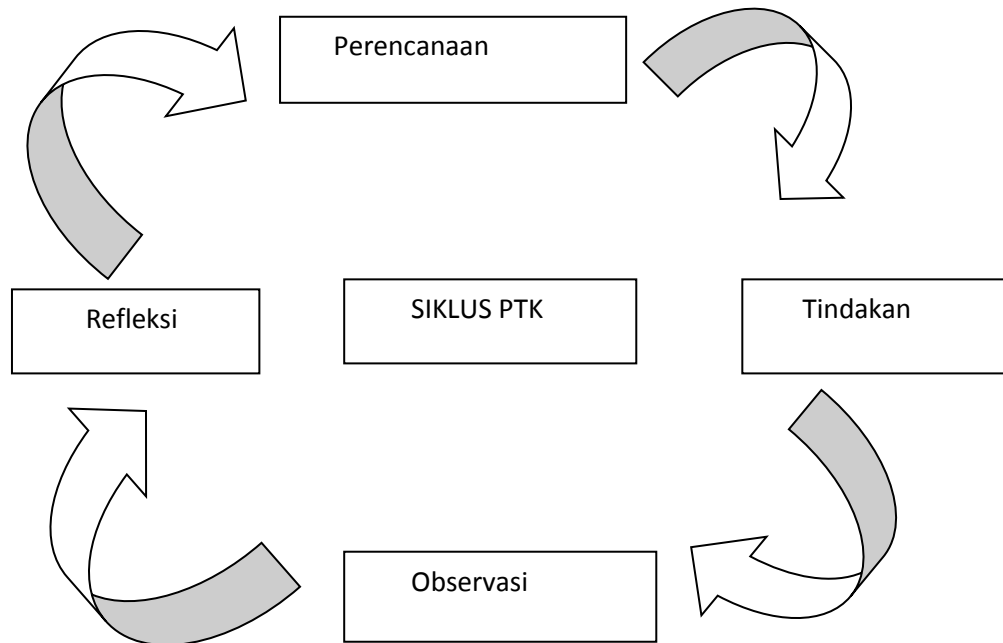 Perencanaan
Refleksi
SIKLUS PTK
Tindakan
Observasi